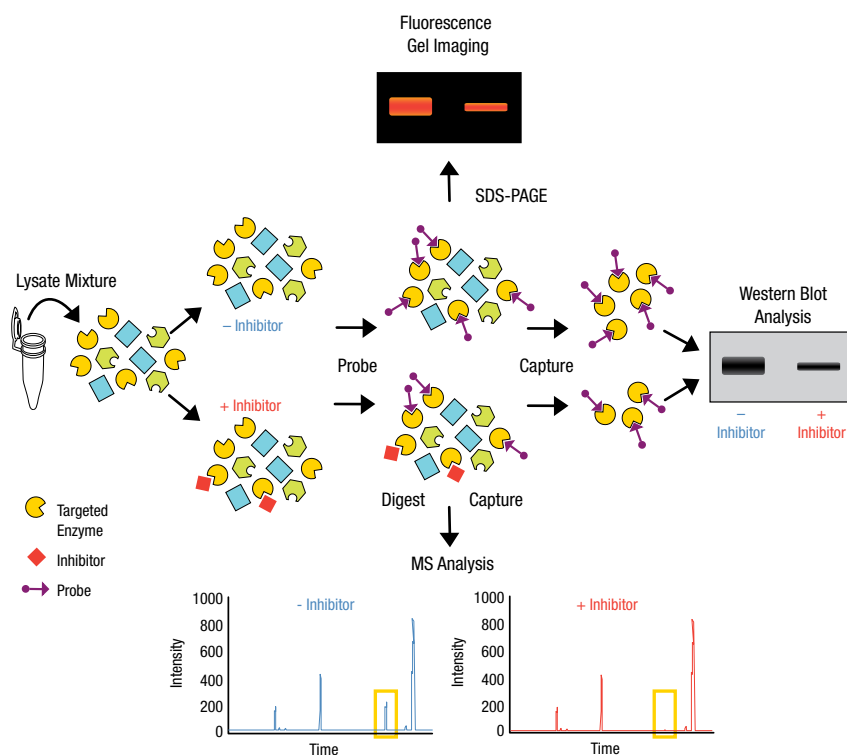 Fluorescence
Gel Imaging
SDS-PAGE
Lysate Mixture
– Inhibitor
Probe
Capture
Western Blot
Analysis
+ Inhibitor
–
Inhibitor
+
Inhibitor
Digest
Capture
Targeted
Enzyme
Inhibitor
Probe
MS Analysis
- Inhibitor
1000
800
600
400
200
0
Intensity
Time
+ Inhibitor
1000
800
600
400
200
0
Intensity
Time